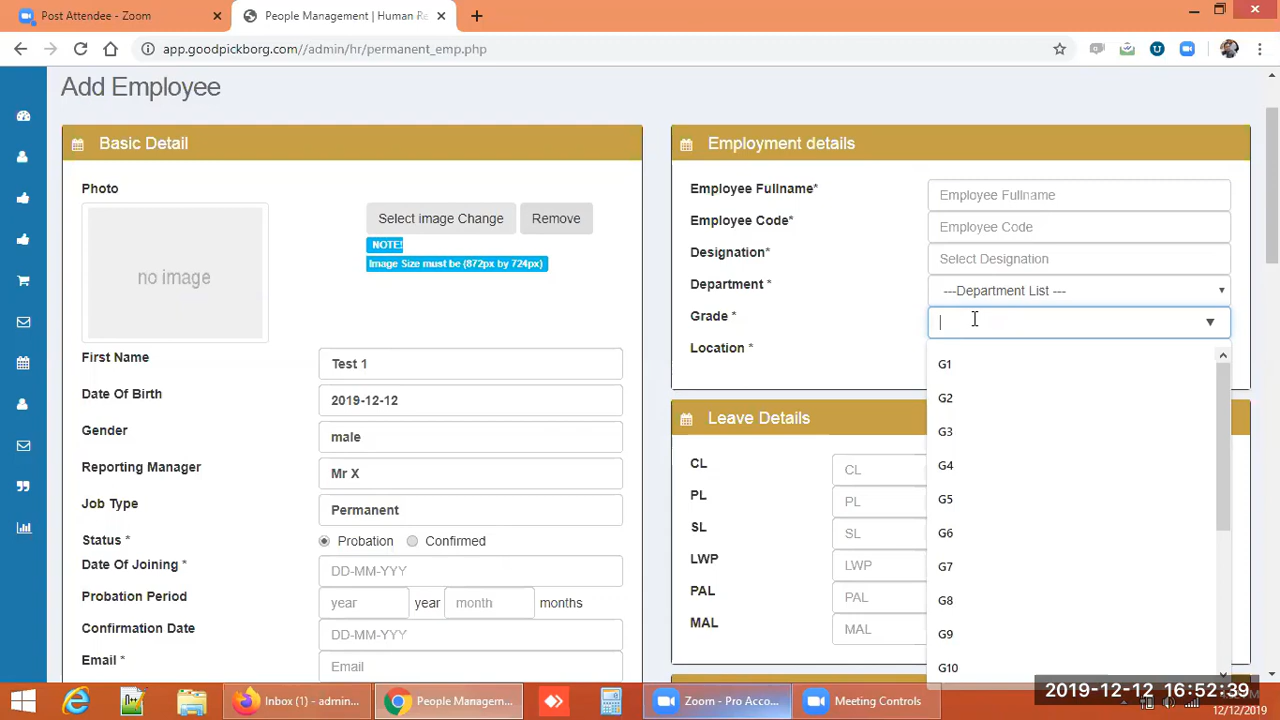 Post Attendee - Zoom
People Management | Human Re
app.goodpickborg.com//admin/hr/permanent_emp.php
Add Employee
Basic Detail
Photo
no image
Select image Change
Remove
NOTE!
Image Size must be (872px by 724px)
First Name
Test 1
Date Of Birth
2019-12-12
Gender
male
Reporting Manager
Mr X
Job Type
Permanent
Status *
Probation
Confirmed
Date Of Joining *
DD-MM-YYY
Probation Period
year
year
month
months
Confirmation Date
DD-MM-YYY
Email *
Email
Employment details
Employee Fullname*
Employee Fullname
Employee Code*
Employee Code
Designation*
Select Designation
Department *
---Department List ---
Grade *
Location *
G1
G2
G3
G4
G5
G6
G7
G8
G9
G10
Leave Details
CL
CL
PL
PL
SL
SL
LWP
LWP
PAL
PAL
MAL
MAL
Inbox (1) - admin...
People Managem...
Zoom - Pro Acco...
Meeting Controls
2019-12-12 16:52:39
12/12/2019